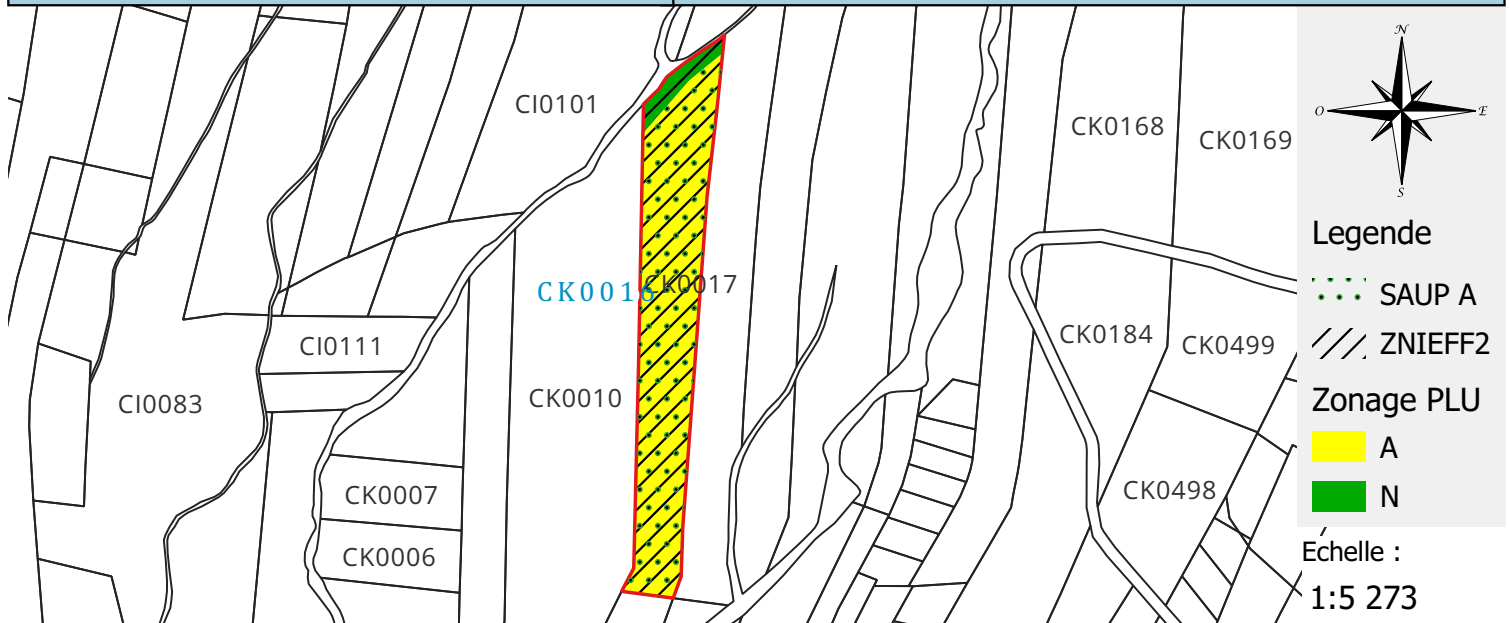 N
O
E
S
CI0101
CK0168
CK0169
Legende
CK0016
CK0017
SAUP A
CI0111
CK0184
CK0499
ZNIEFF2
CI0083
CK0010
Zonage PLU
A
CK0007
CK0498
N
CK0006
Echelle :
1:5 273